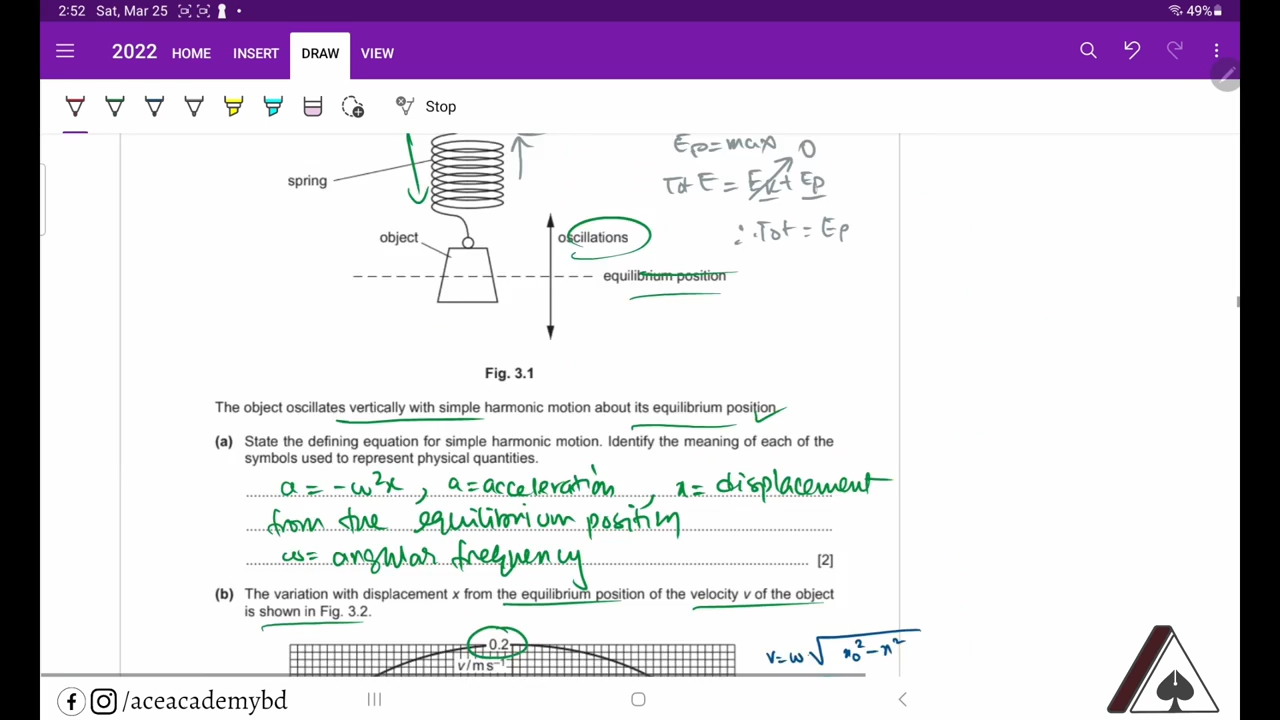 2:52 Sat, Mar 25
49%
2022 HOME INSERT DRAW VIEW
Stop
Ep = max
0
Tot E = Ek + Ep
∴ Tot = Ep
spring
object
oscillations
equilibrium position
Fig. 3.1
The object oscillates vertically with simple harmonic motion about its equilibrium position
(a) State the defining equation for simple harmonic motion. Identify the meaning of each of the
symbols used to represent physical quantities.
a = -ω²x , a = acceleration , x = displacement
from the equilibrium position
ω = angular frequency
[2]
(b) The variation with displacement x from the equilibrium position of the velocity v of the object
is shown in Fig. 3.2.
0.2
v/ms⁻¹
v = ω √ x₀² - x²
/aceacademybd